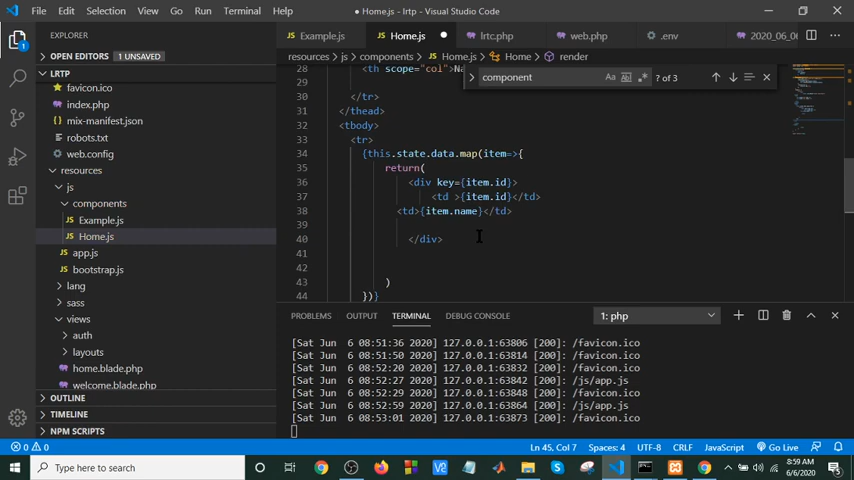 File Edit Selection View Go Run Terminal Help
● Home.js - lrtp - Visual Studio Code
EXPLORER
OPEN EDITORS 1 UNSAVED
LRTP
favicon.ico
index.php
mix-manifest.json
robots.txt
web.config
resources
js
components
Example.js
Home.js
app.js
bootstrap.js
lang
sass
views
auth
layouts
home.blade.php
welcome.blade.php
OUTLINE
TIMELINE
NPM SCRIPTS
Example.js Home.js lrtc.php web.php .env
resources > js > components > Home.js > Home > render
component
Aa Ab .*
? of 3
28 <th scope="col">Na
29
30 </tr>
31 </thead>
32 <tbody>
33 <tr>
34 {this.state.data.map(item=>{
35 return(
36 <div key={item.id}>
37 <td >{item.id}</td>
38 <td>{item.name}</td>
39
40 </div>
41
42
43 )
44 })}
PROBLEMS OUTPUT TERMINAL DEBUG CONSOLE 1: php
[Sat Jun 6 08:51:36 2020] 127.0.0.1:63806 [200]: /favicon.ico
[Sat Jun 6 08:51:50 2020] 127.0.0.1:63814 [200]: /favicon.ico
[Sat Jun 6 08:52:20 2020] 127.0.0.1:63832 [200]: /favicon.ico
[Sat Jun 6 08:52:27 2020] 127.0.0.1:63842 [200]: /js/app.js
[Sat Jun 6 08:52:29 2020] 127.0.0.1:63848 [200]: /favicon.ico
[Sat Jun 6 08:52:59 2020] 127.0.0.1:63864 [200]: /js/app.js
[Sat Jun 6 08:53:01 2020] 127.0.0.1:63873 [200]: /favicon.ico
0 0 Ln 45, Col 7 Spaces: 4 UTF-8 CRLF JavaScript Go Live
Type here to search
8:59 AM
6/6/2020